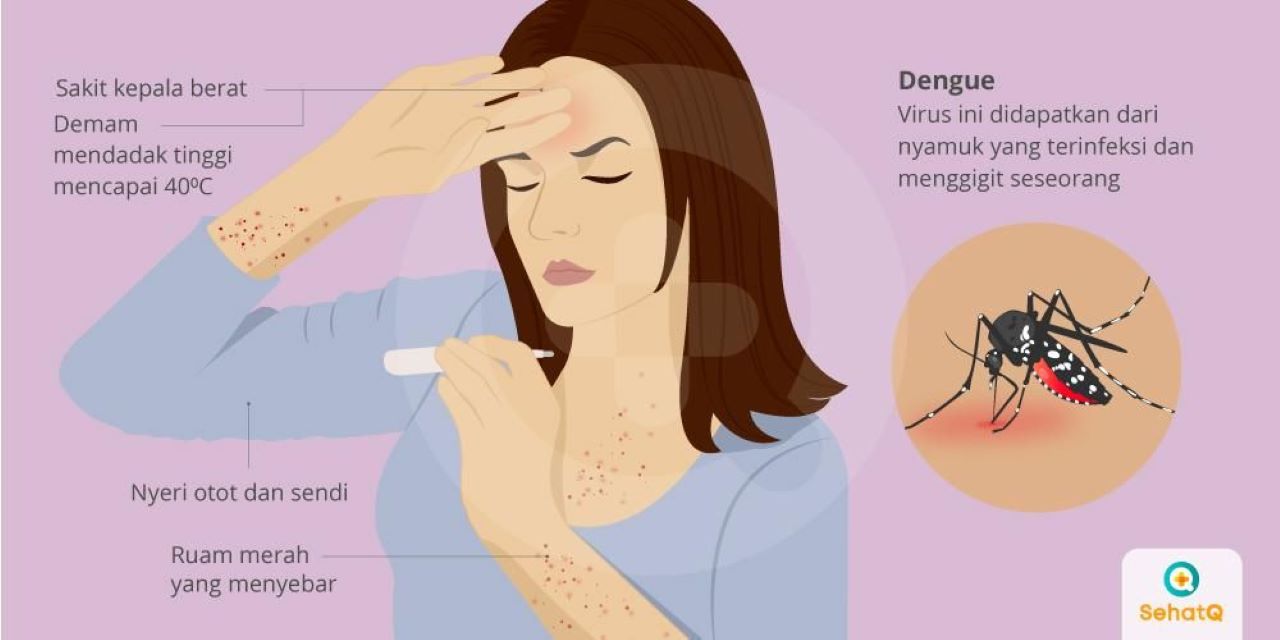 Sakit kepala berat
Demam
mendadak tinggi
mencapai 40⁰C
Nyeri otot dan sendi
Ruam merah
yang menyebar
Dengue
Virus ini didapatkan dari
nyamuk yang terinfeksi dan
menggigit seseorang
SehatQ